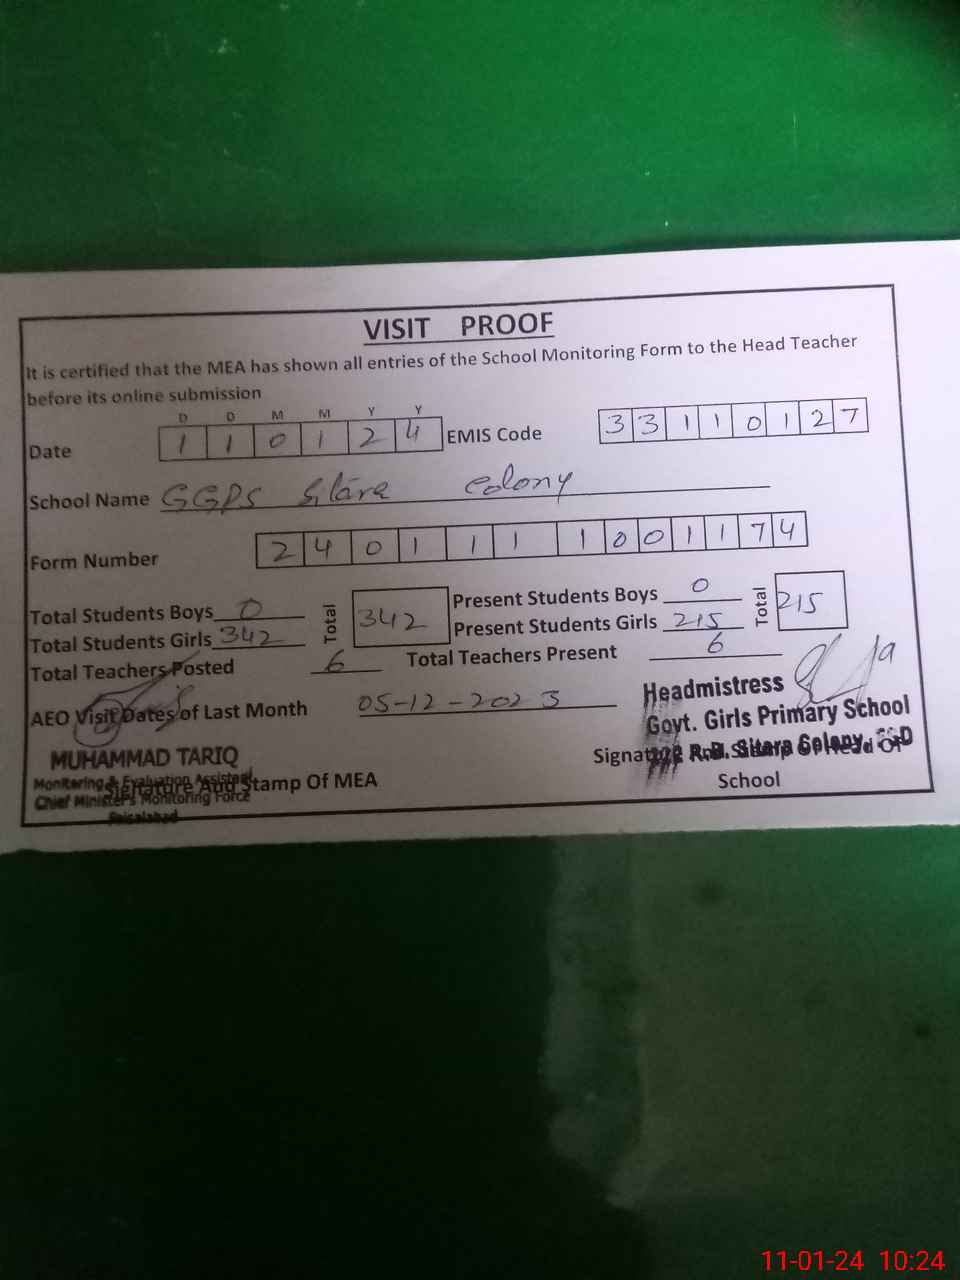 VISIT PROOF
It is certified that the MEA has shown all entries of the School Monitoring Form to the Head Teacher
before its online submission
D D M M Y Y
Date 1 1 0 1 2 4 EMIS Code 3 3 1 1 0 1 2 7
School Name GGPS Sitara Colony
Form Number 2 4 0 1 1 1 1 0 0 1 1 7 4
Total Students Boys 0 Total 342 Present Students Boys 0 Total 215
Total Students Girls 342 Present Students Girls 215
Total Teachers Posted 6 Total Teachers Present 6
AEO Visit Dates of Last Month 05-12-2023
Headmistress
Govt. Girls Primary School
R.B. Sitara Colony
MUHAMMAD TARIQ
Monitoring & Evaluation Assistant
Chief Minister's Monitoring Force
Faisalabad
Signature And Stamp Of MEA
Signature And Stamp Of Head Of
School
11-01-24 10:24